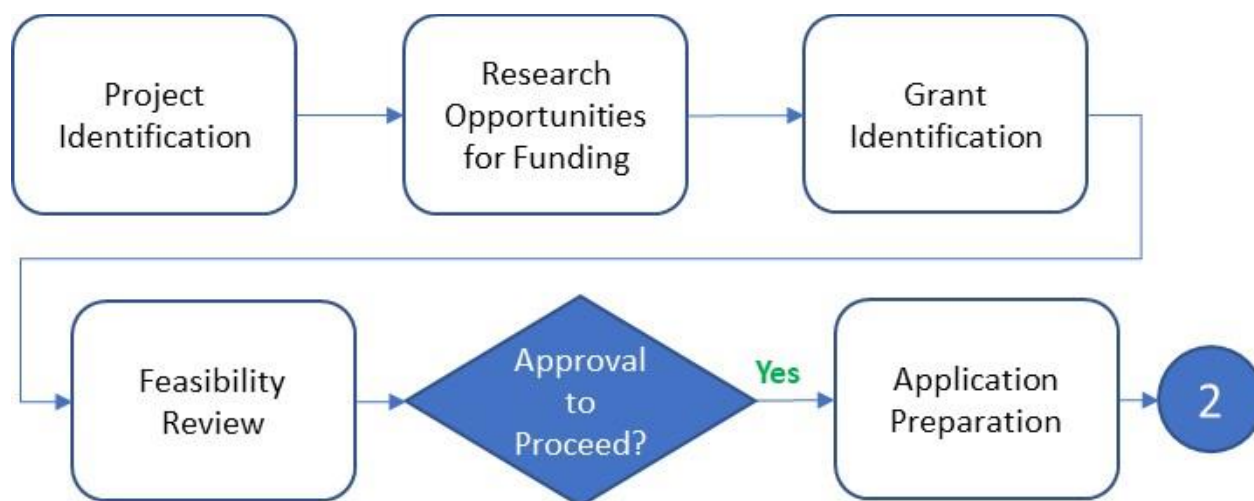 Project
Identification
Research
Opportunities
for Funding
Grant
Identification
Feasibility
Review
Approval
to
Proceed?
Yes
Application
Preparation
2